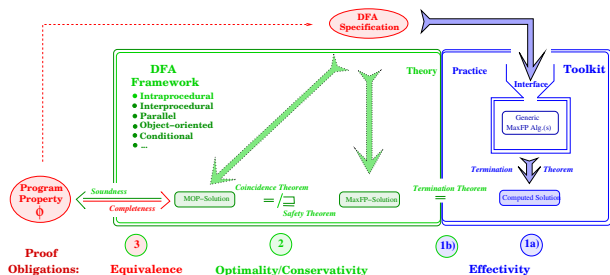 DFA
Specification
DFA
Framework
Intraprocedural
Interprocedural
Parallel
Object-oriented
Conditional
...
Theory
Practice
Toolkit
Interface
Generic
MaxFP Alg.(s)
Termination Theorem
Program
Property
ϕ
Soundness
Completeness
MOP-Solution
Coincidence Theorem
=/⊒
Safety Theorem
MaxFP-Solution
Termination Theorem
=
Computed Solution
3
2
1b)
1a)
Proof
Obligations:
Equivalence
Optimality/Conservativity
Effectivity